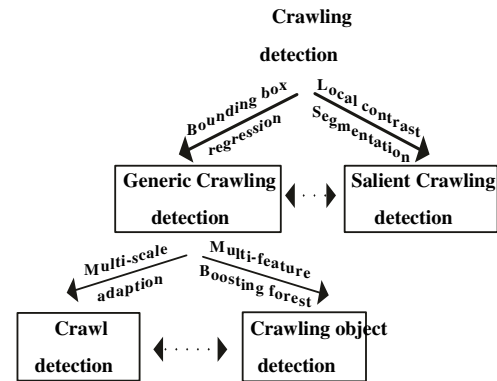 Crawling
detection
Bounding box
regression
Local contrast
Segmentation
Generic Crawling
detection
Salient Crawling
detection
Multi-scale
adaption
Multi-feature
Boosting forest
Crawl
detection
Crawling object
detection